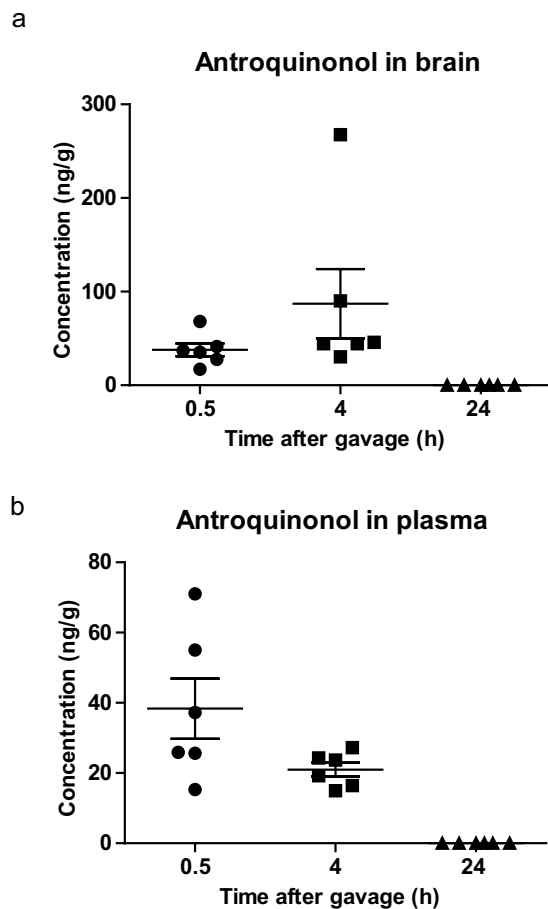 a
Antroquinonol in brain
Concentration (ng/g)
300
200
100
0
0.5 4 24
Time after gavage (h)
b
Antroquinonol in plasma
Concentration (ng/g)
80
60
40
20
0
0.5 4 24
Time after gavage (h)